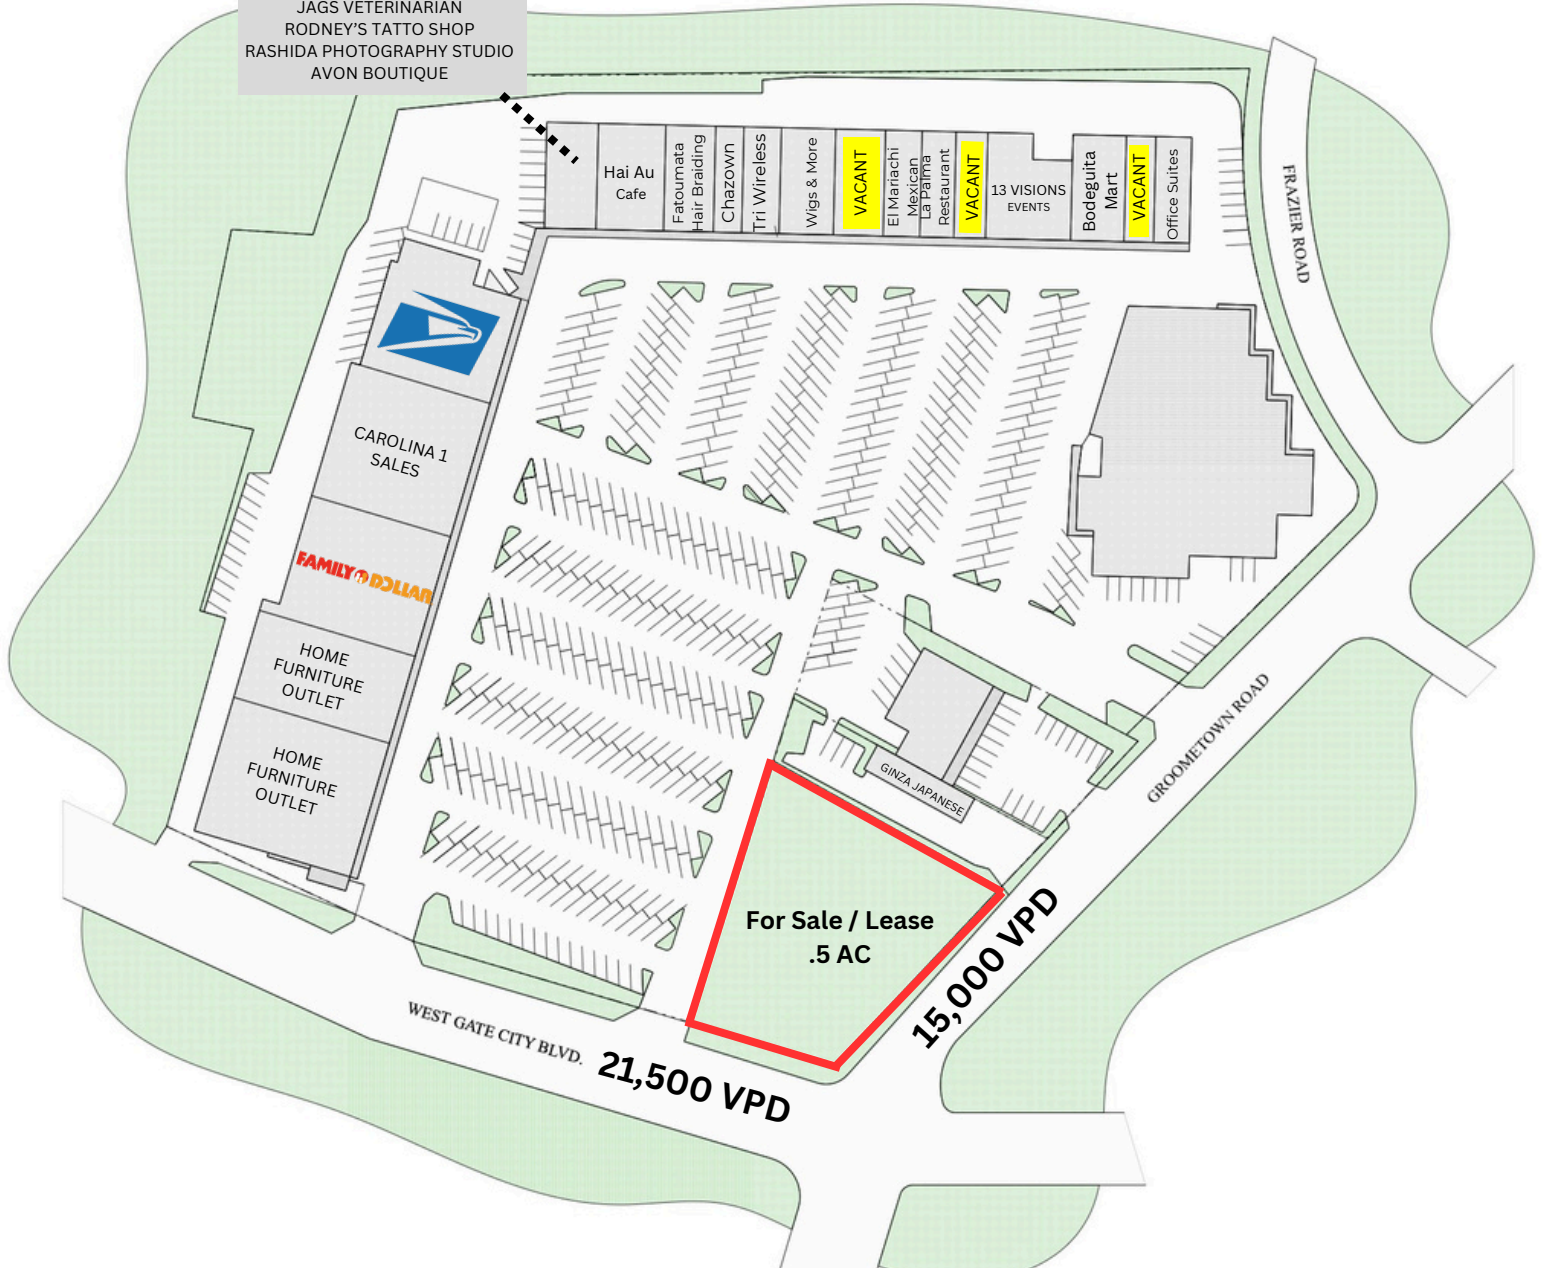 JAGS VETERINARIAN
RODNEY'S TATTO SHOP
RASHIDA PHOTOGRAPHY STUDIO
AVON BOUTIQUE
Hai Au
Cafe
Fatoumata
Hair Braiding
Chazown
Tri Wireless
Wigs & More
VACANT
El Mariachi
Mexican
La Palma
Restaurant
VACANT
13 VISIONS
EVENTS
Bodeguita
Mart
VACANT
Office Suites
FRAZIER ROAD
CAROLINA 1
SALES
FAMILY DOLLAR
HOME
FURNITURE
OUTLET
HOME
FURNITURE
OUTLET
GINZA JAPANESE
GROOMETOWN ROAD
For Sale / Lease
.5 AC
15,000 VPD
WEST GATE CITY BLVD.
21,500 VPD